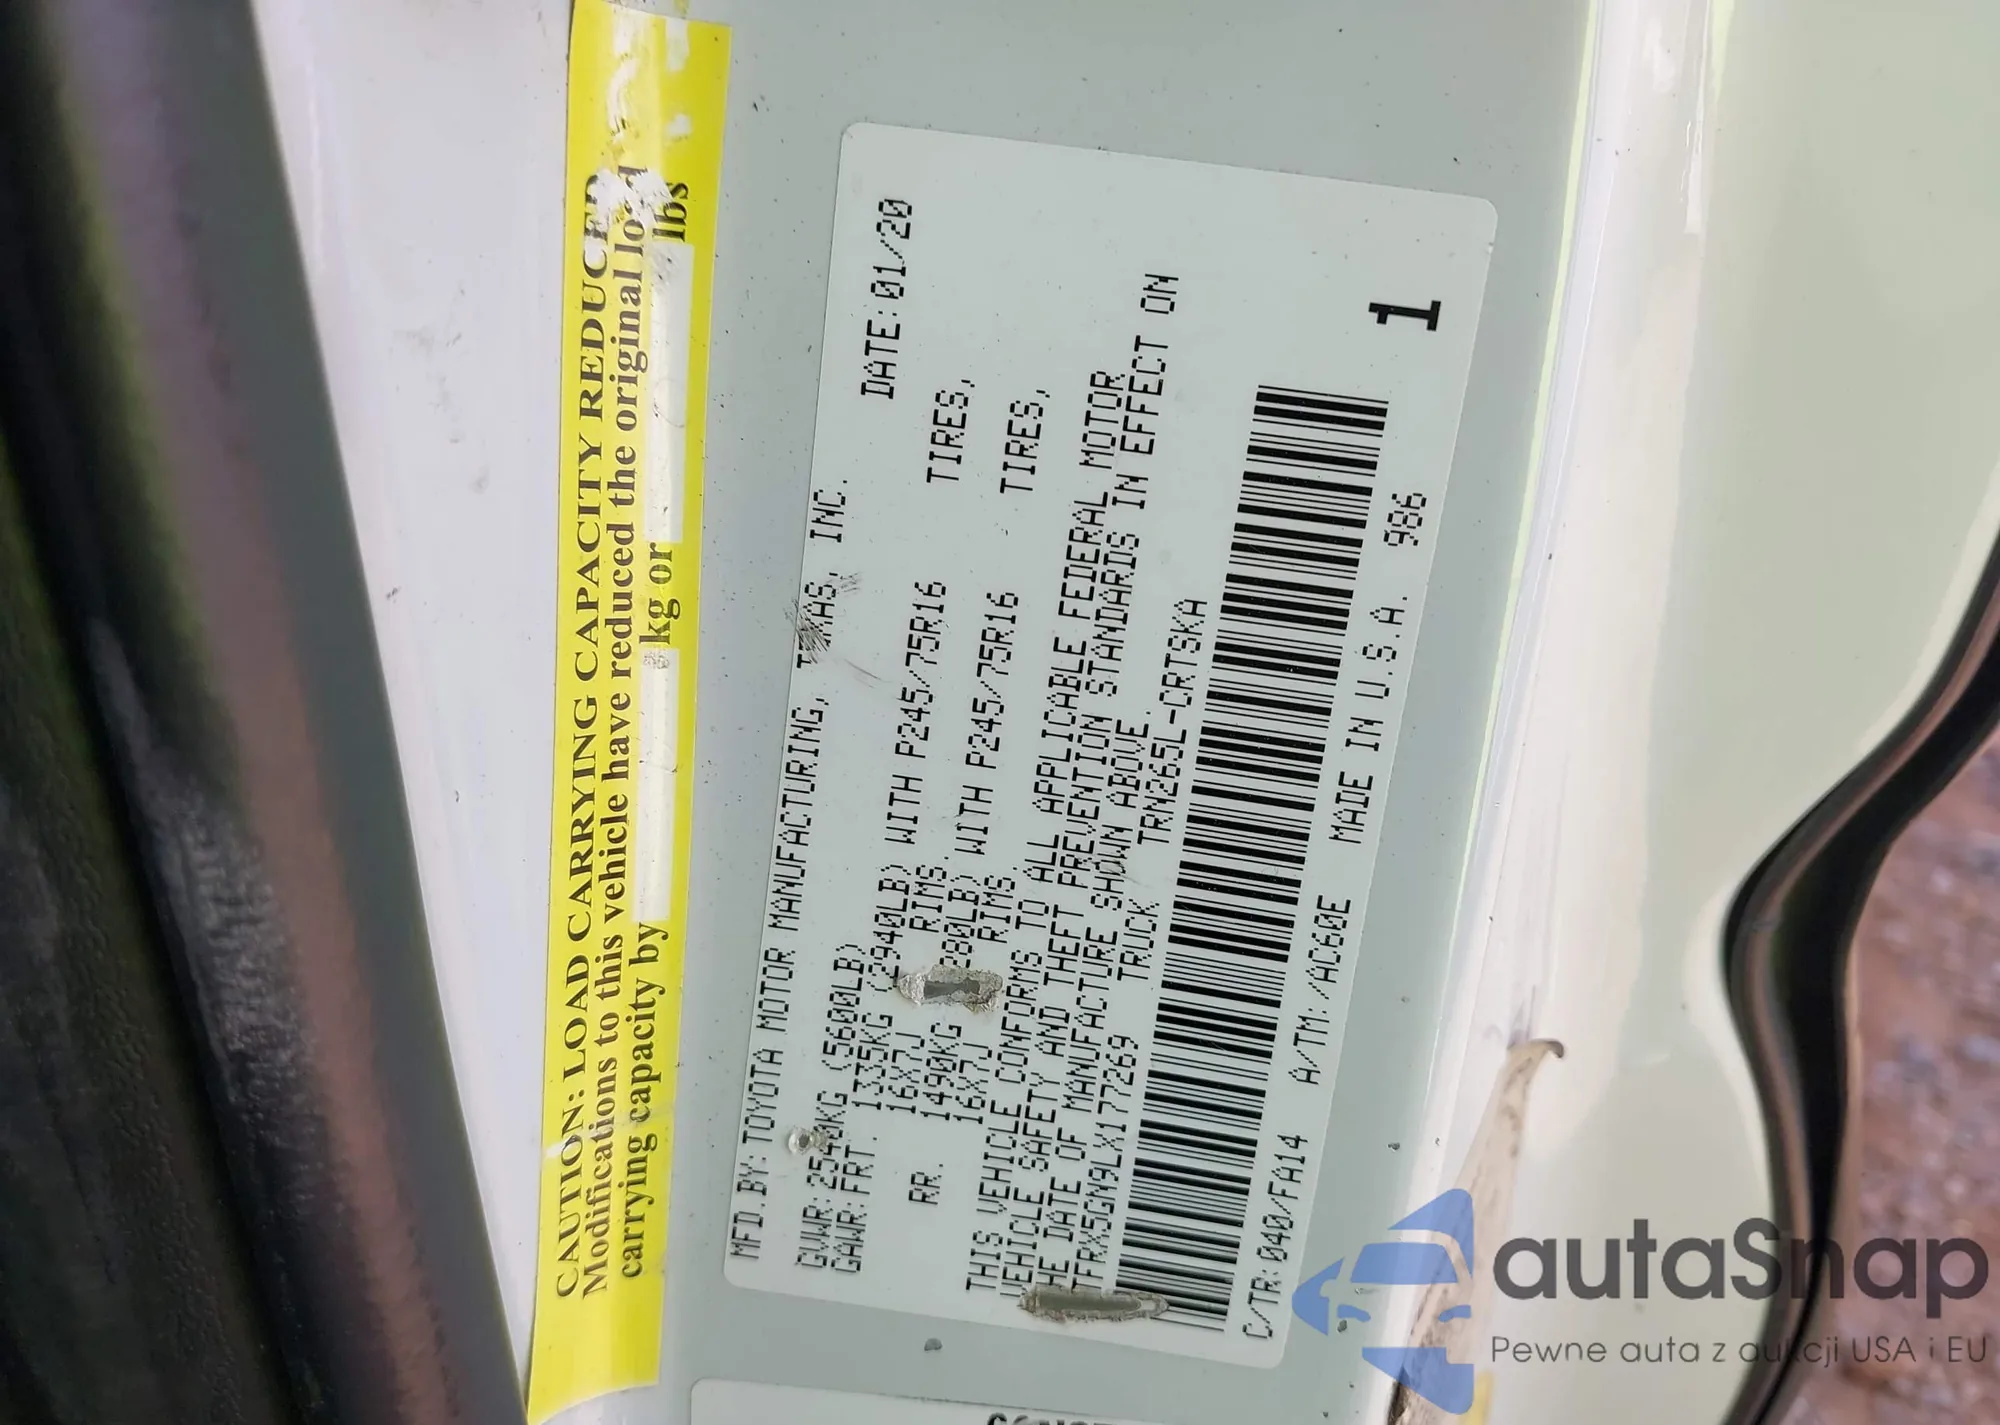 CAUTION: LOAD CARRYING CAPACITY REDUCED
Modifications to this vehicle have reduced the original load
carrying capacity by kg or lbs
MFD.BY:TOYOTA MOTOR MANUFACTURING, TEXAS, INC.
DATE:01/20
GVWR:2540KG (5600LB)
GAWR:FRT. 1335KG (2940LB) WITH P245/75R16 TIRES,
16X7J RIMS,
RR. 1490KG 280LB) WITH P245/75R16 TIRES,
16X7J RIMS
THIS VEHICLE CONFORMS TO ALL APPLICABLE FEDERAL MOTOR
VEHICLE SAFETY AND THEFT PREVENTION STANDARDS IN EFFECT ON
HE DATE OF MANUFACTURE SHOWN ABOVE.
TFRX5GN9LX177269 TRUCK TRN265L-CRTSKA
C/TR:040/FA14 A/TM:/AC60E MADE IN U.S.A. 986
1
autaSnap
Pewne auta z aukcji USA i EU